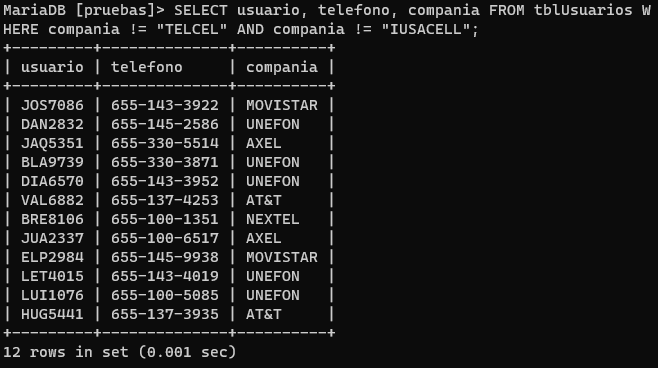 MariaDB [pruebas]> SELECT usuario, telefono, compania FROM tblUsuarios W
HERE compania != "TELCEL" AND compania != "IUSACELL";
+---------+--------------+----------+
| usuario | telefono     | compania |
+---------+--------------+----------+
| JOS7086 | 655-143-3922 | MOVISTAR |
| DAN2832 | 655-145-2586 | UNEFON   |
| JAQ5351 | 655-330-5514 | AXEL     |
| BLA9739 | 655-330-3871 | UNEFON   |
| DIA6570 | 655-143-3952 | UNEFON   |
| VAL6882 | 655-137-4253 | AT&T     |
| BRE8106 | 655-100-1351 | NEXTEL   |
| JUA2337 | 655-100-6517 | AXEL     |
| ELP2984 | 655-145-9938 | MOVISTAR |
| LET4015 | 655-143-4019 | UNEFON   |
| LUI1076 | 655-100-5085 | UNEFON   |
| HUG5441 | 655-137-3935 | AT&T     |
+---------+--------------+----------+
12 rows in set (0.001 sec)